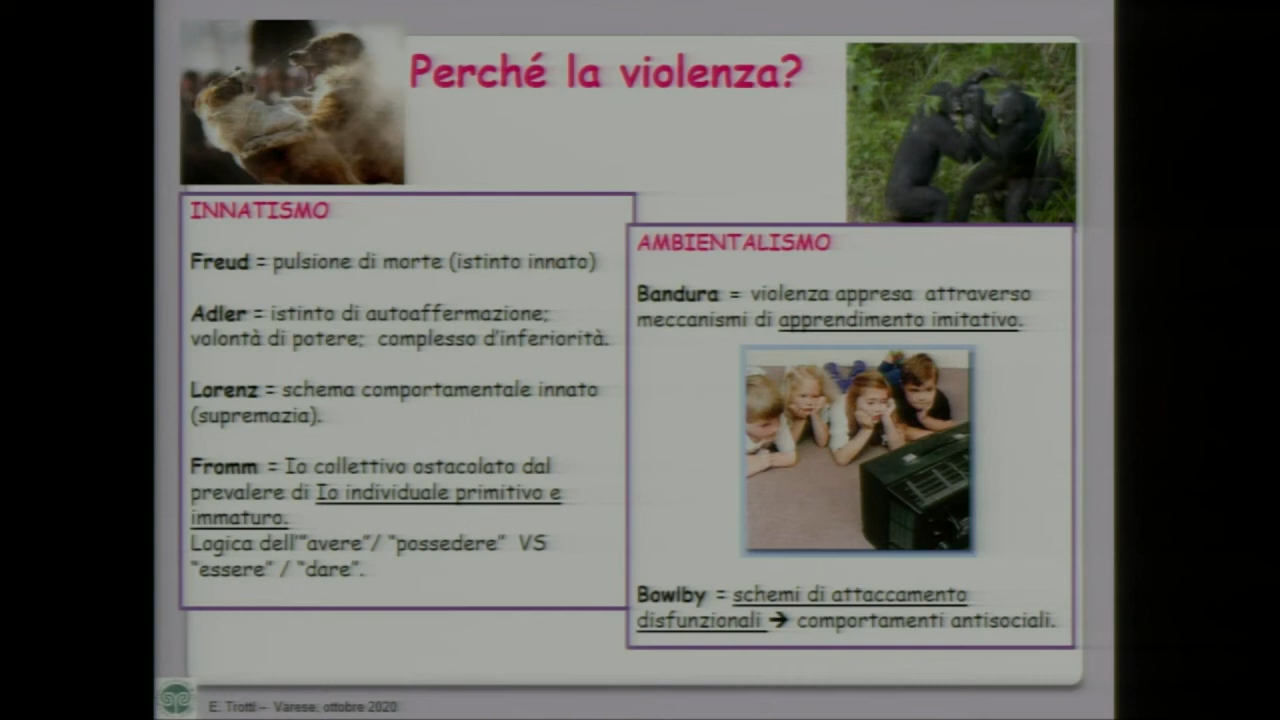 Perché la violenza?
INNATISMO
Freud = pulsione di morte (istinto innato)
Adler = istinto di autoaffermazione;
volontà di potere; complesso d'inferiorità.
Lorenz = schema comportamentale innato
(supremazia).
Fromm = Io collettivo ostacolato dal
prevalere di Io individuale primitivo e
immaturo.
Logica dell'"avere"/ "possedere" VS
"essere" / "dare".
AMBIENTALISMO
Bandura = violenza appresa attraverso
meccanismi di apprendimento imitativo.
Bowlby = schemi di attaccamento
disfunzionali ➔ comportamenti antisociali.
E. Trotti – Varese, ottobre 2020